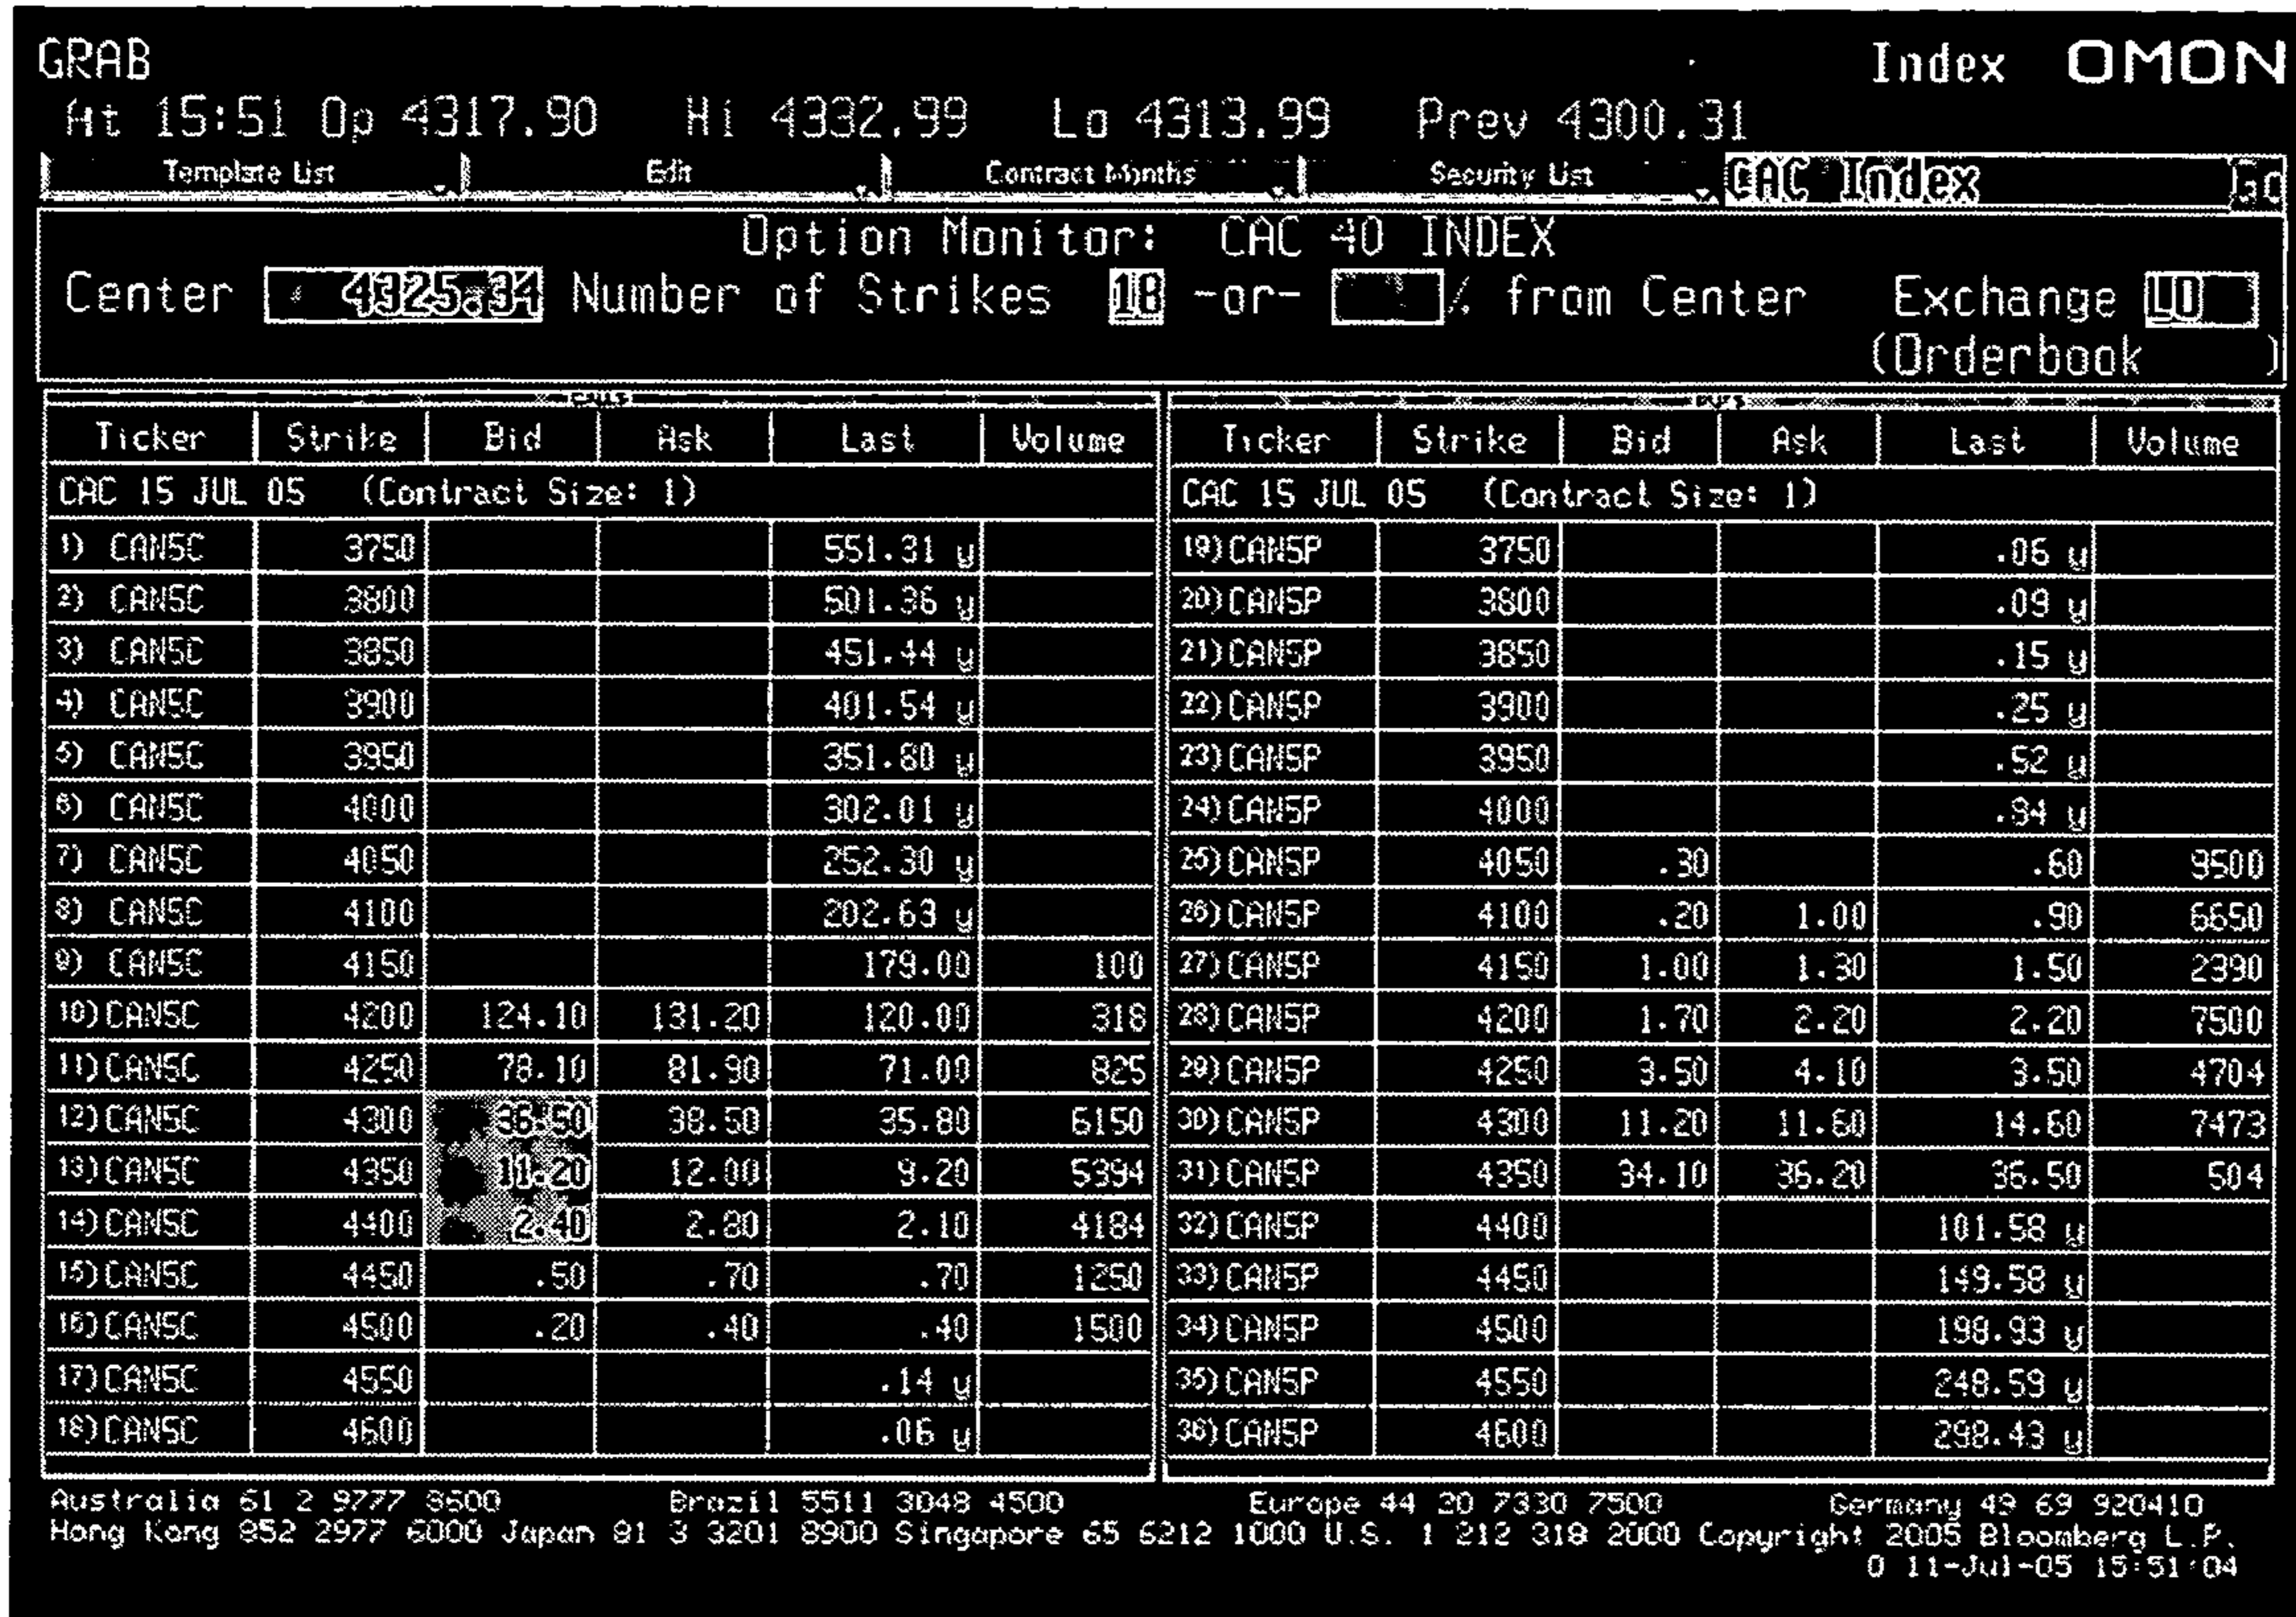 GRAB Index OMON
At 15:51 Op 4317.90 Hi 4332.99 Lo 4313.99 Prev 4300.31
Template List Edit Contract Months Security List CAC Index
Option Monitor: CAC 40 INDEX
Center 4325.34 Number of Strikes 18 -or- % from Center Exchange
(Orderbook )
CALLS PUTS
Ticker Strike Bid Ask Last Volume Ticker Strike Bid Ask Last Volume
CAC 15 JUL 05 (Contract Size: 1) CAC 15 JUL 05 (Contract Size: 1)
1) CAN5C 3750 551.31 y 19) CAN5P 3750 .06 y
2) CAN5C 3800 501.36 y 20) CAN5P 3800 .09 y
3) CAN5C 3850 451.44 y 21) CAN5P 3850 .15 y
4) CAN5C 3900 401.54 y 22) CAN5P 3900 .25 y
5) CAN5C 3950 351.80 y 23) CAN5P 3950 .52 y
6) CAN5C 4000 302.01 y 24) CAN5P 4000 y
7) CAN5C 4050 252.30 y 25) CAN5P 4050 .30 .60 9500
8) CAN5C 4100 202.63 y 26) CAN5P 4100 .20 1.00 .90 6650
9) CAN5C 4150 179.00 100 27) CAN5P 4150 1.00 1.30 1.50 2390
10) CAN5C 4200 124.10 131.20 120.00 318 28) CAN5P 4200 1.70 2.20 2.20 7500
11) CAN5C 4250 78.10 81.90 71.00 825 29) CAN5P 4250 3.50 4.10 3.50 4704
12) CAN5C 4300 36.50 38.50 35.80 6150 30) CAN5P 4300 11.20 11.60 14.60 7473
13) CAN5C 4350 11.20 12.00 9.20 5394 31) CAN5P 4350 34.10 36.20 36.50 504
14) CAN5C 4400 2.40 2.80 2.10 4184 32) CAN5P 4400 101.58 y
15) CAN5C 4450 .50 .70 .70 1250 33) CAN5P 4450 149.58 y
16) CAN5C 4500 .20 .40 .40 1500 34) CAN5P 4500 198.93 y
17) CAN5C 4550 .14 y 35) CAN5P 4550 248.59 y
18) CAN5C 4600 .06 y 36) CAN5P 4600 298.43 y
Australia 61 2 9777 8600 Brazil 5511 3048 4500 Europe 44 20 7330 7500 Germany 49 69 920410
Hong Kong 852 2977 6000 Japan 81 3 3201 8900 Singapore 65 6212 1000 U.S. 1 212 318 2000 Copyright 2005 Bloomberg L.P.
0 11-Jul-05 15:51:04